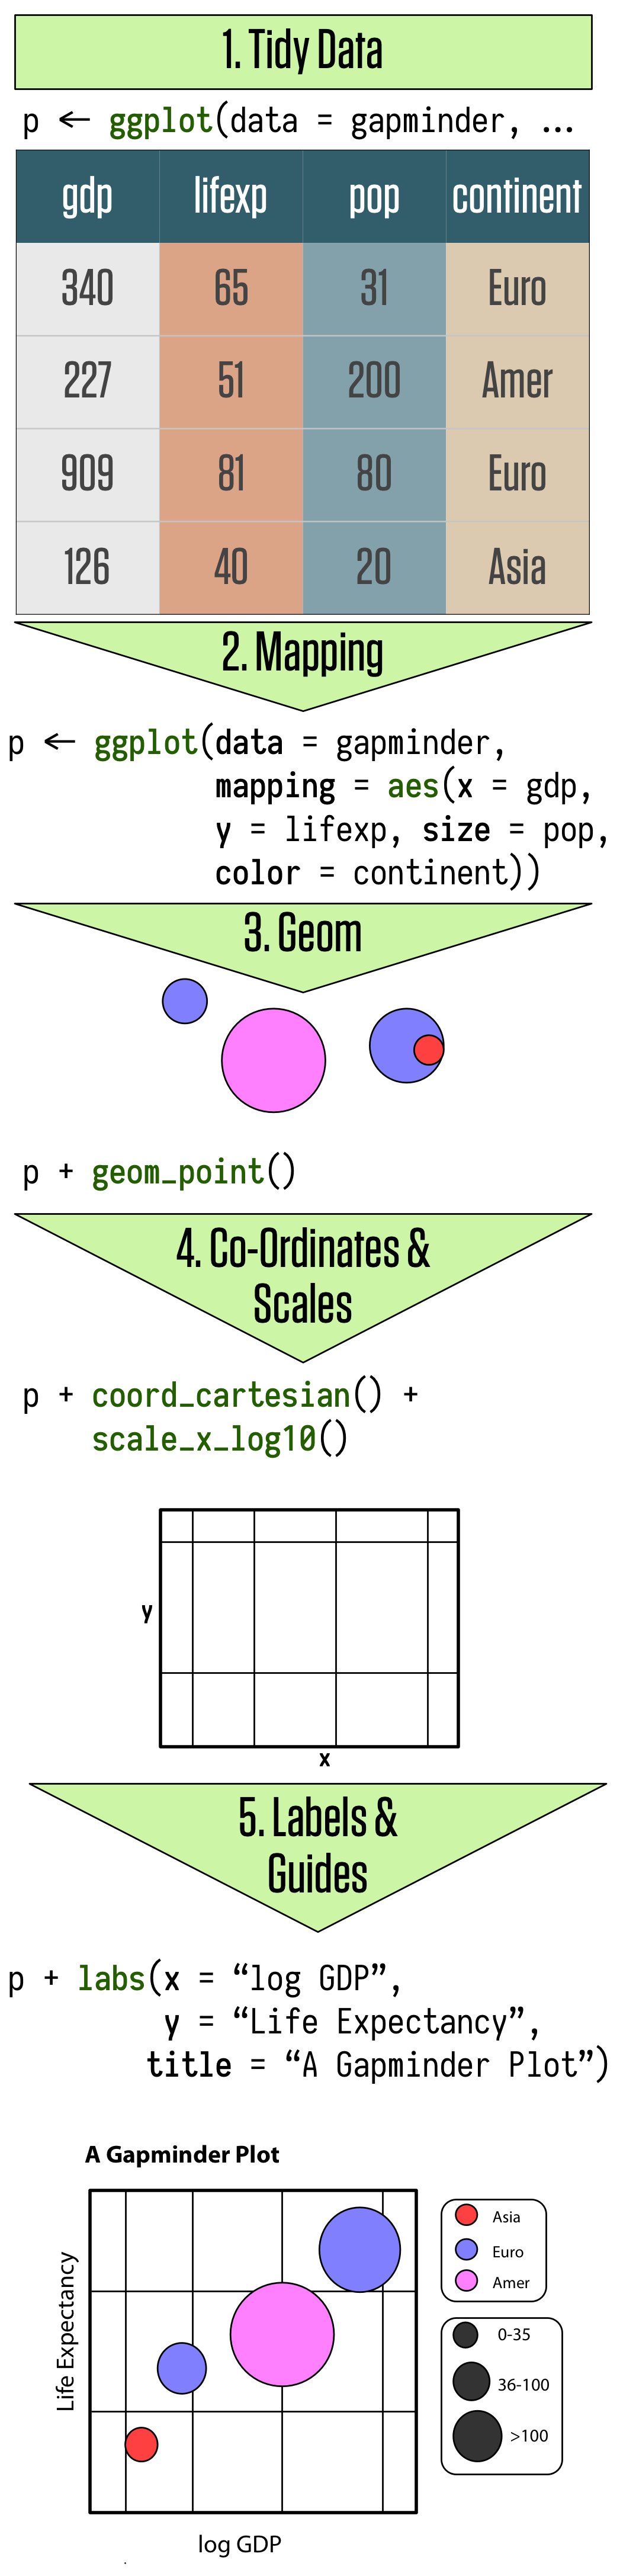 1. Tidy Data
p ← ggplot(data = gapminder, …
gdp lifexp pop continent
340 65 31 Euro
227 51 200 Amer
909 81 80 Euro
126 40 20 Asia
2. Mapping
p ← ggplot(data = gapminder,
mapping = aes(x = gdp,
y = lifexp, size = pop,
color = continent))
3. Geom
p + geom_point()
4. Co-Ordinates &
Scales
p + coord_cartesian() +
scale_x_log10()
y
x
5. Labels &
Guides
p + labs(x = “log GDP”,
y = “Life Expectancy”,
title = “A Gapminder Plot”)
A Gapminder Plot
Life Expectancy
Asia
Euro
Amer
0-35
36-100
>100
log GDP